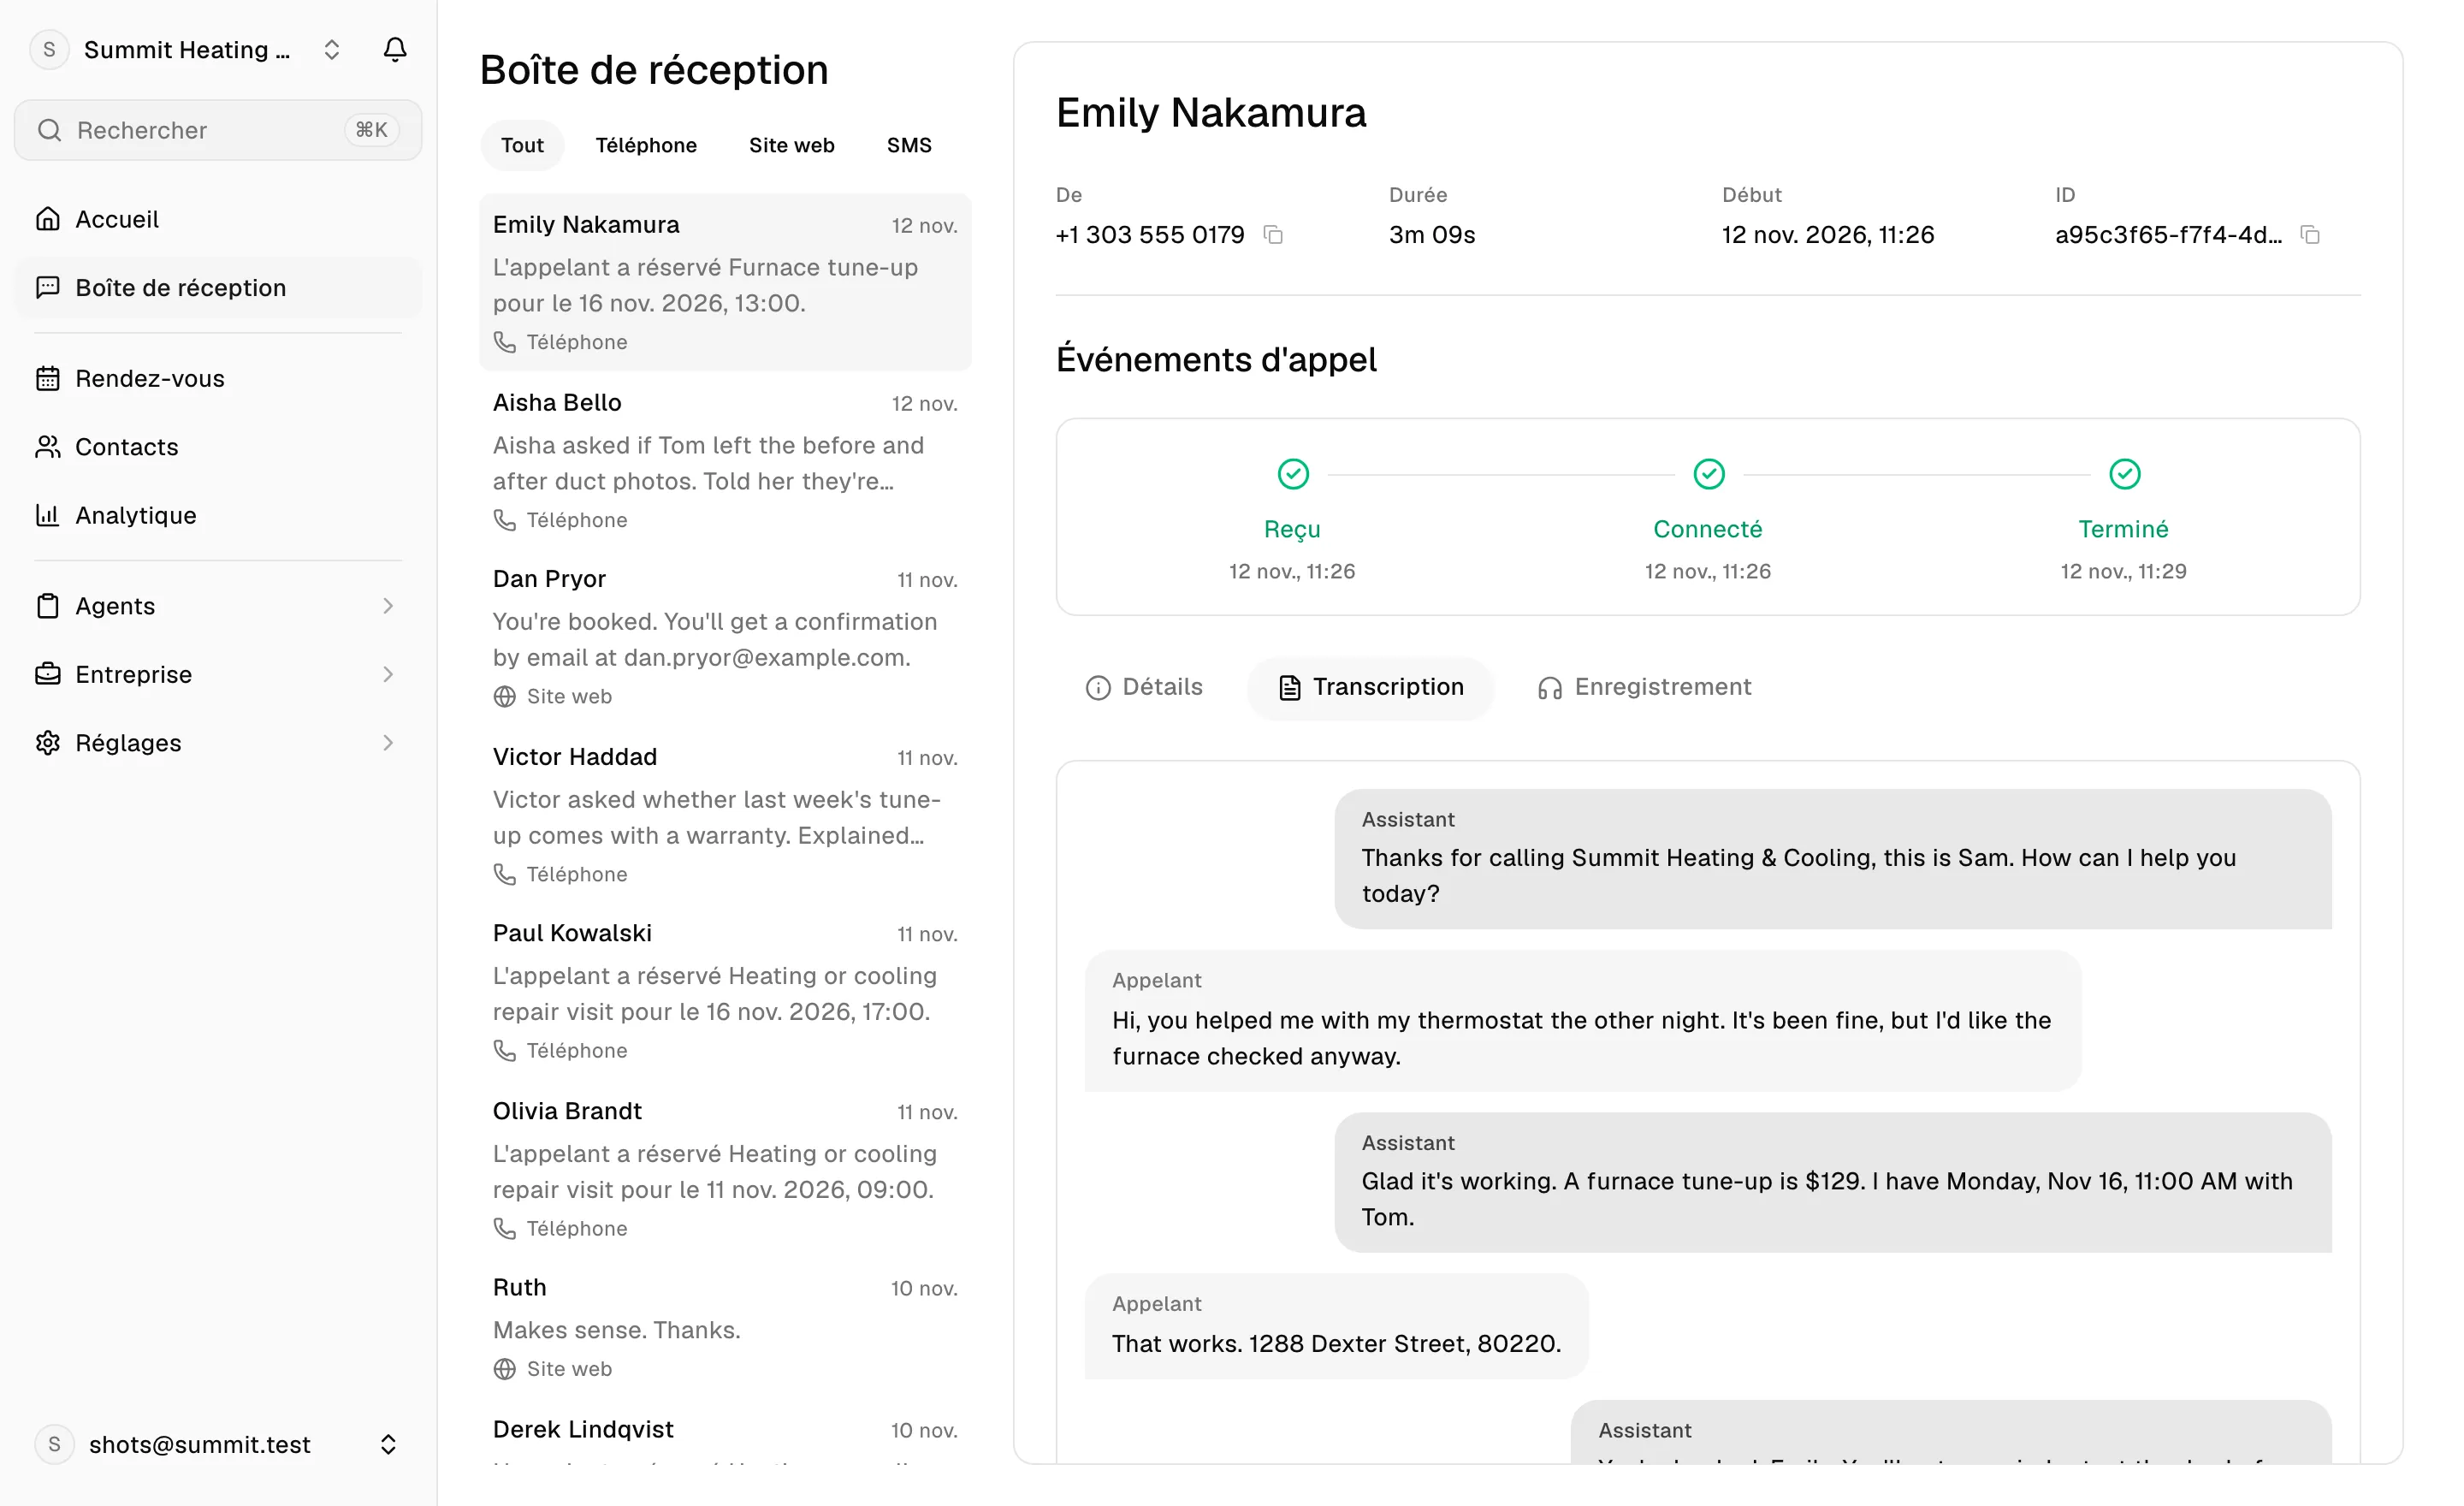 S Summit Heating ...
Rechercher ⌘K
Accueil
Boîte de réception
Rendez-vous
Contacts
Analytique
Agents
Entreprise
Réglages
S shots@summit.test
Boîte de réception
Tout Téléphone Site web SMS
Emily Nakamura 12 nov.
L'appelant a réservé Furnace tune-up
pour le 16 nov. 2026, 13:00.
Téléphone
Aisha Bello 12 nov.
Aisha asked if Tom left the before and
after duct photos. Told her they're...
Téléphone
Dan Pryor 11 nov.
You're booked. You'll get a confirmation
by email at dan.pryor@example.com.
Site web
Victor Haddad 11 nov.
Victor asked whether last week's tune-
up comes with a warranty. Explained...
Téléphone
Paul Kowalski 11 nov.
L'appelant a réservé Heating or cooling
repair visit pour le 16 nov. 2026, 17:00.
Téléphone
Olivia Brandt 11 nov.
L'appelant a réservé Heating or cooling
repair visit pour le 11 nov. 2026, 09:00.
Téléphone
Ruth 10 nov.
Makes sense. Thanks.
Site web
Derek Lindqvist 10 nov.
Emily Nakamura
De Durée Début ID
+1 303 555 0179 3m 09s 12 nov. 2026, 11:26 a95c3f65-f7f4-4d...
Événements d'appel
Reçu Connecté Terminé
12 nov., 11:26 12 nov., 11:26 12 nov., 11:29
Détails Transcription Enregistrement
Assistant
Thanks for calling Summit Heating & Cooling, this is Sam. How can I help you
today?
Appelant
Hi, you helped me with my thermostat the other night. It's been fine, but I'd like the
furnace checked anyway.
Assistant
Glad it's working. A furnace tune-up is $129. I have Monday, Nov 16, 11:00 AM with
Tom.
Appelant
That works. 1288 Dexter Street, 80220.
Assistant